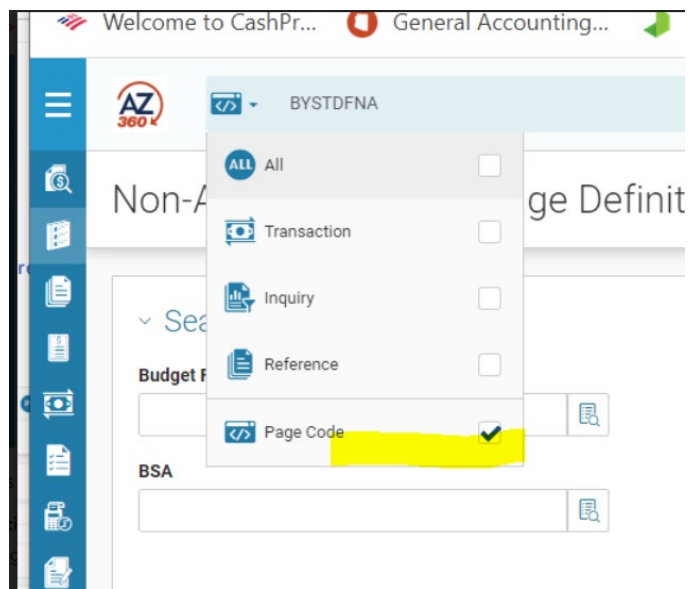 Welcome to CashPr... General Accounting...
AZ
360
BYSTDFNA
ALL All
Non-A ge Definit
Transaction
Inquiry
Sea
Reference
Budget
Page Code
BSA